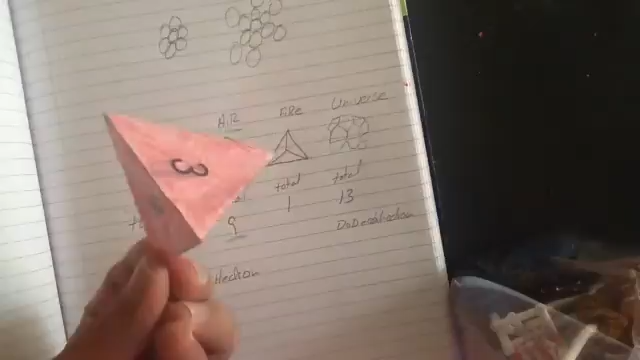 AiR FiRe Universe
3
total total
9 1 13
DoDecahedron
Hedron